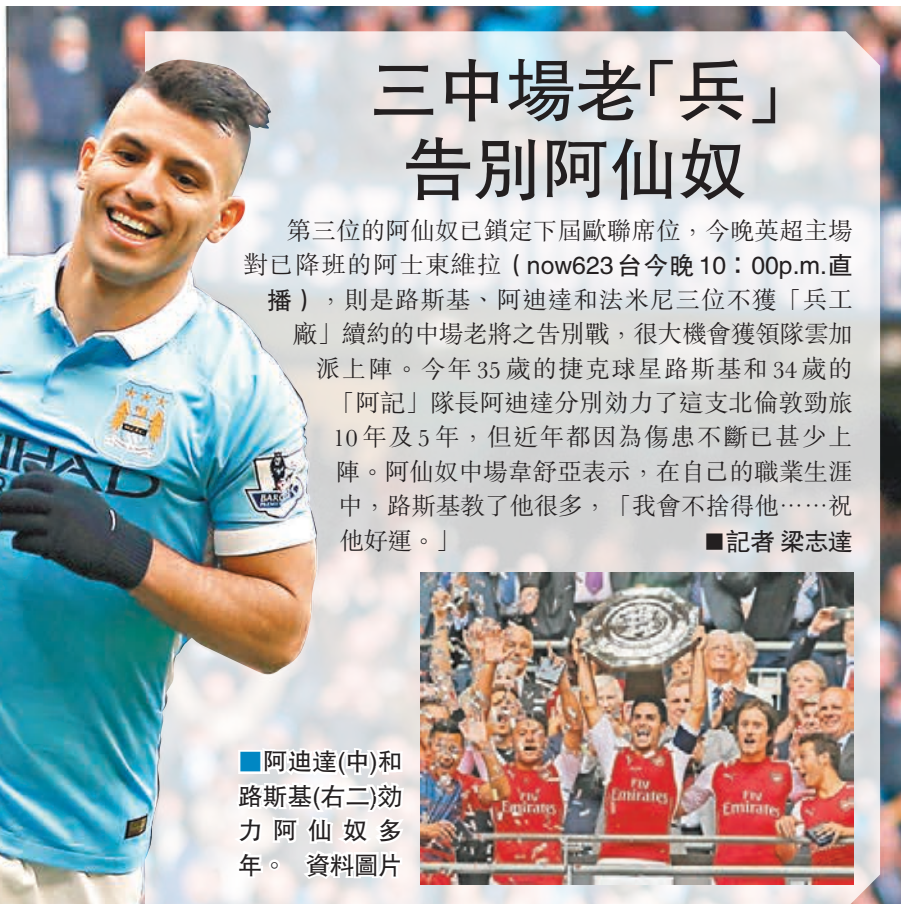 三中場老「兵」
告別阿仙奴
第三位的阿仙奴已鎖定下屆歐聯席位，今晚英超主場
對已降班的阿士東維拉（now623台今晚10：00p.m.直
播），則是路斯基、阿迪達和法米尼三位不獲「兵工
廠」續約的中場老將之告別戰，很大機會獲領隊雲加
派上陣。今年35歲的捷克球星路斯基和34歲的
「阿記」隊長阿迪達分別効力了這支北倫敦勁旅
10年及5年，但近年都因為傷患不斷已甚少上
陣。阿仙奴中場韋舒亞表示，在自己的職業生涯
中，路斯基教了他很多，「我會不捨得他……祝
他好運。」
■記者 梁志達
■阿迪達(中)和
路斯基(右二)効
力阿仙奴多
年。 資料圖片
Fly
Emirates
Fly
Emirates